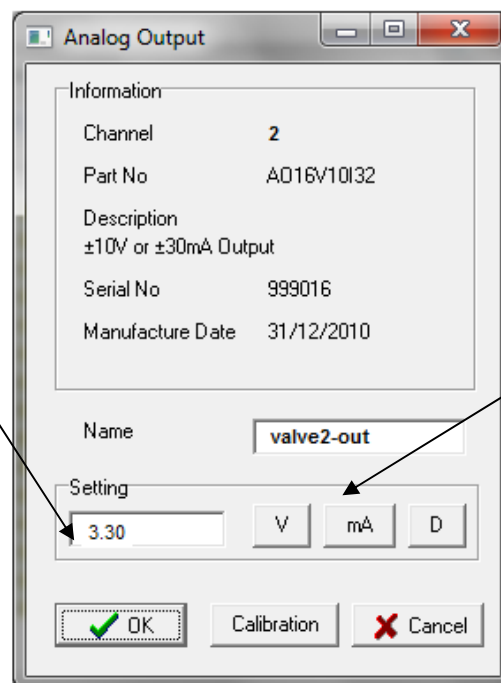 Analog Output
Information
Channel 2
Part No AO16V10I32
Description
±10V or ±30mA Output
Serial No 999016
Manufacture Date 31/12/2010
Name valve2-out
Setting
3.30 V mA D
OK Calibration Cancel